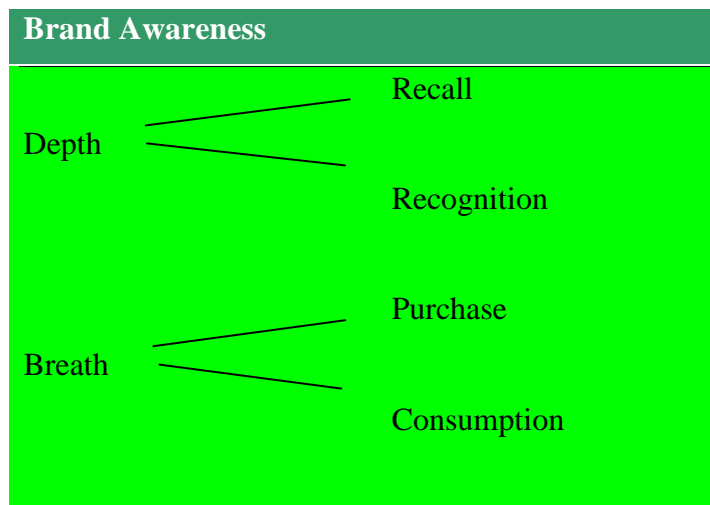 Brand Awareness
Recall
Depth
Recognition
Purchase
Breath
Consumption